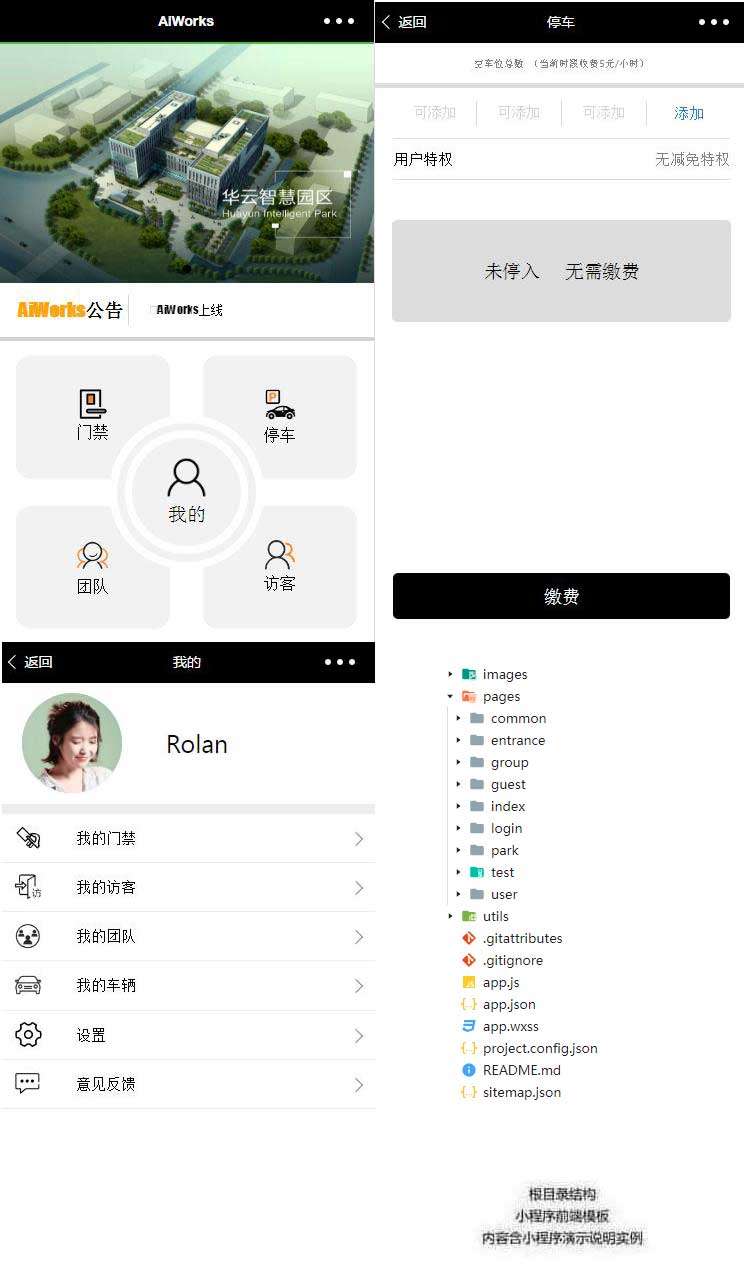 AIWorks
华云智慧园区
Huayun Intelligent Park
AiWorks公告
AiWorks上线
门禁
停车
我的
团队
访客
返回
停车
空车位总数 （当前时段收费5元/小时）
可添加
可添加
可添加
添加
用户特权
无减免特权
未停入 无需缴费
缴费
返回
我的
Rolan
我的门禁
我的访客
我的团队
我的车辆
设置
意见反馈
访
images
pages
common
entrance
group
guest
index
login
park
test
user
utils
.gitattributes
.gitignore
app.js
app.json
app.wxss
project.config.json
README.md
sitemap.json
根目录结构
小程序前端模板
内容含小程序演示说明实例